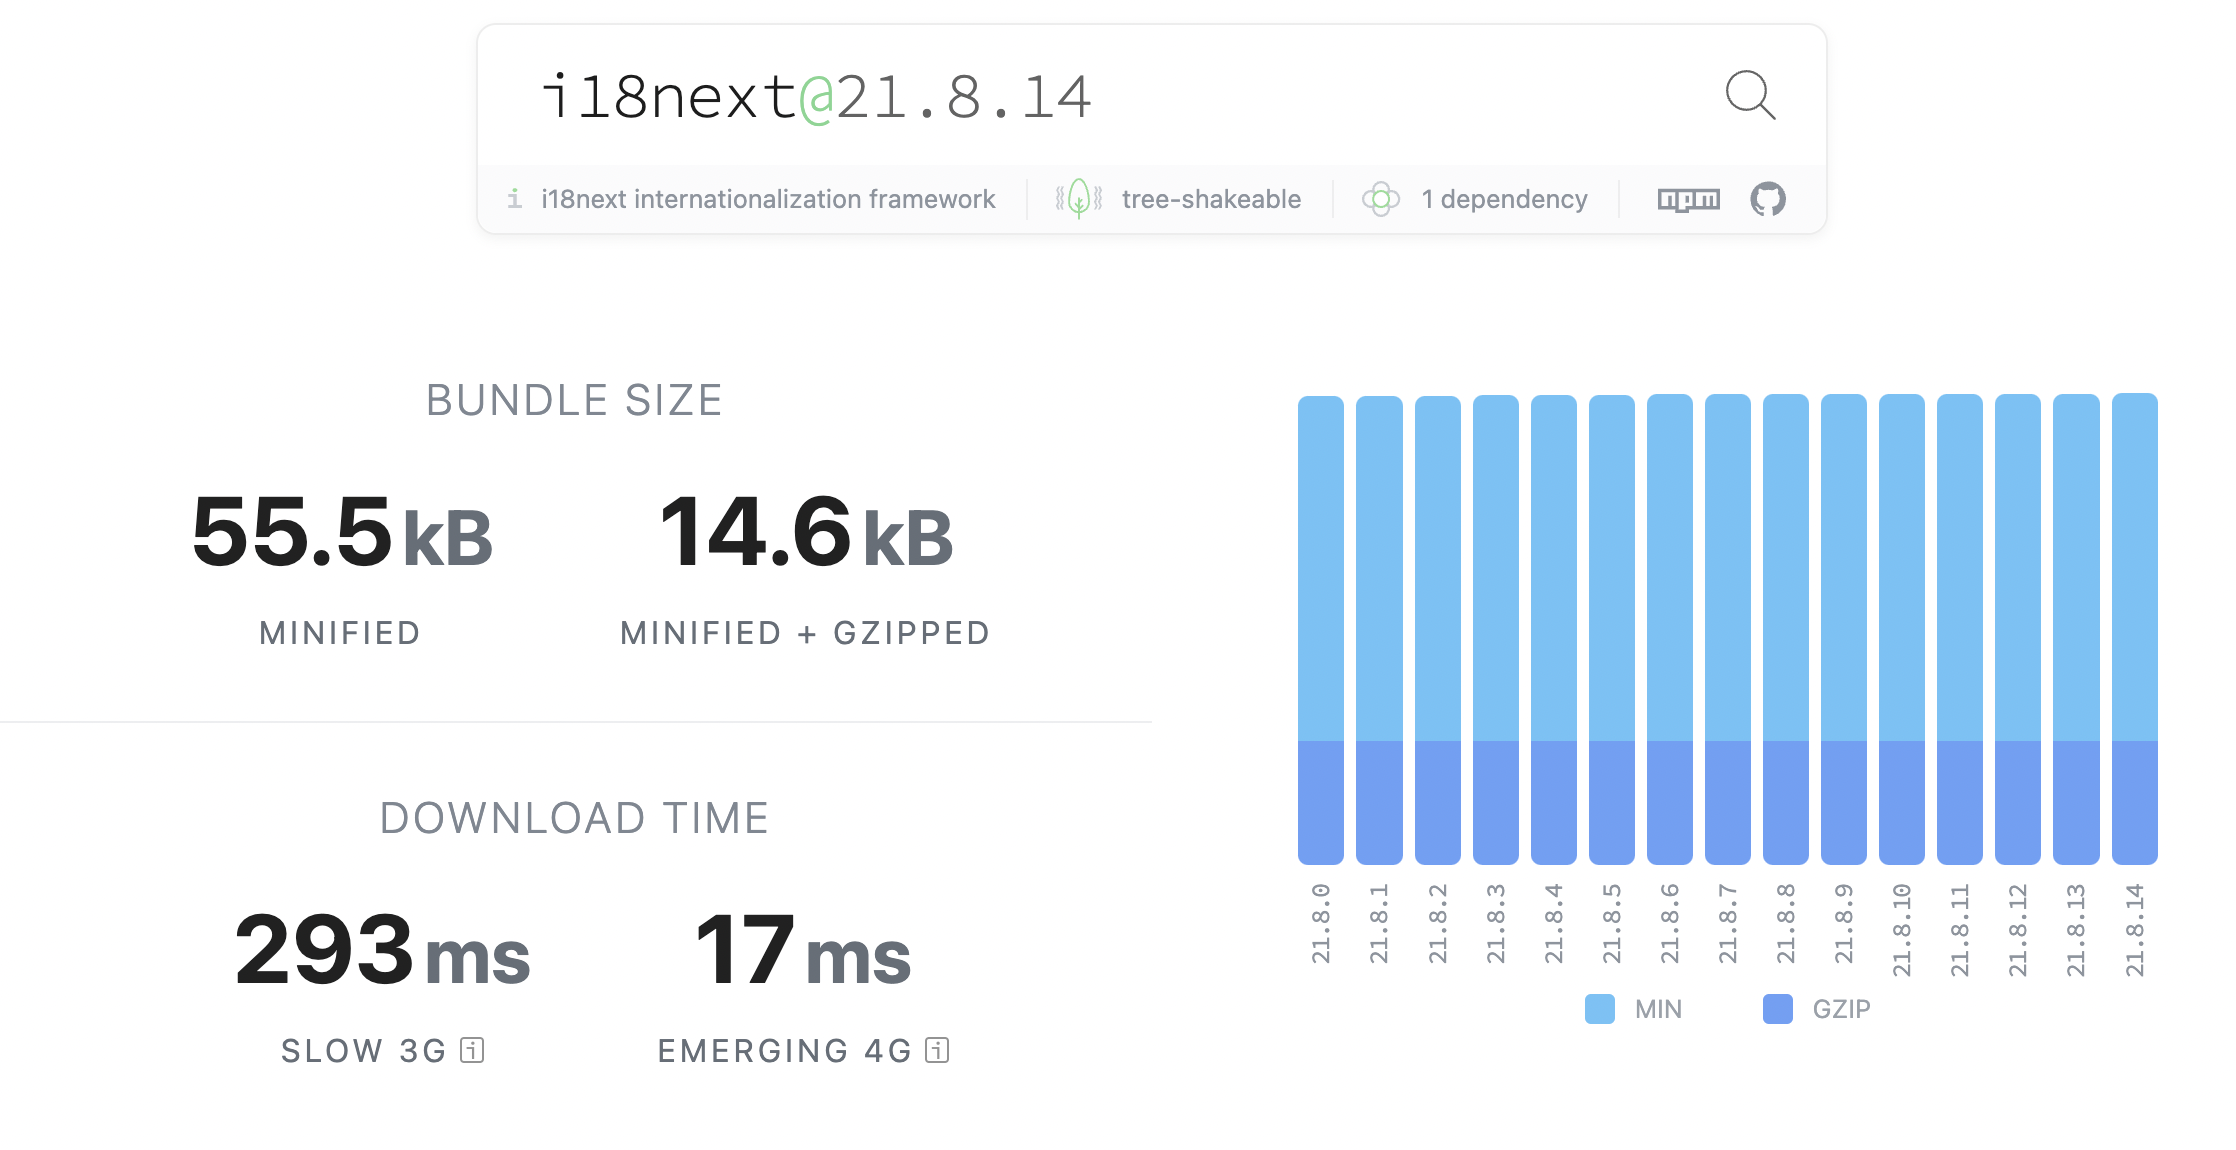 i18next@21.8.14
i18next internationalization framework
tree-shakeable
1 dependency
npm
BUNDLE SIZE
55.5 kB
MINIFIED
14.6 kB
MINIFIED + GZIPPED
DOWNLOAD TIME
293 ms
SLOW 3G
17 ms
EMERGING 4G
21.8.0
21.8.1
21.8.2
21.8.3
21.8.4
21.8.5
21.8.6
21.8.7
21.8.8
21.8.9
21.8.10
21.8.11
21.8.12
21.8.13
21.8.14
MIN
GZIP